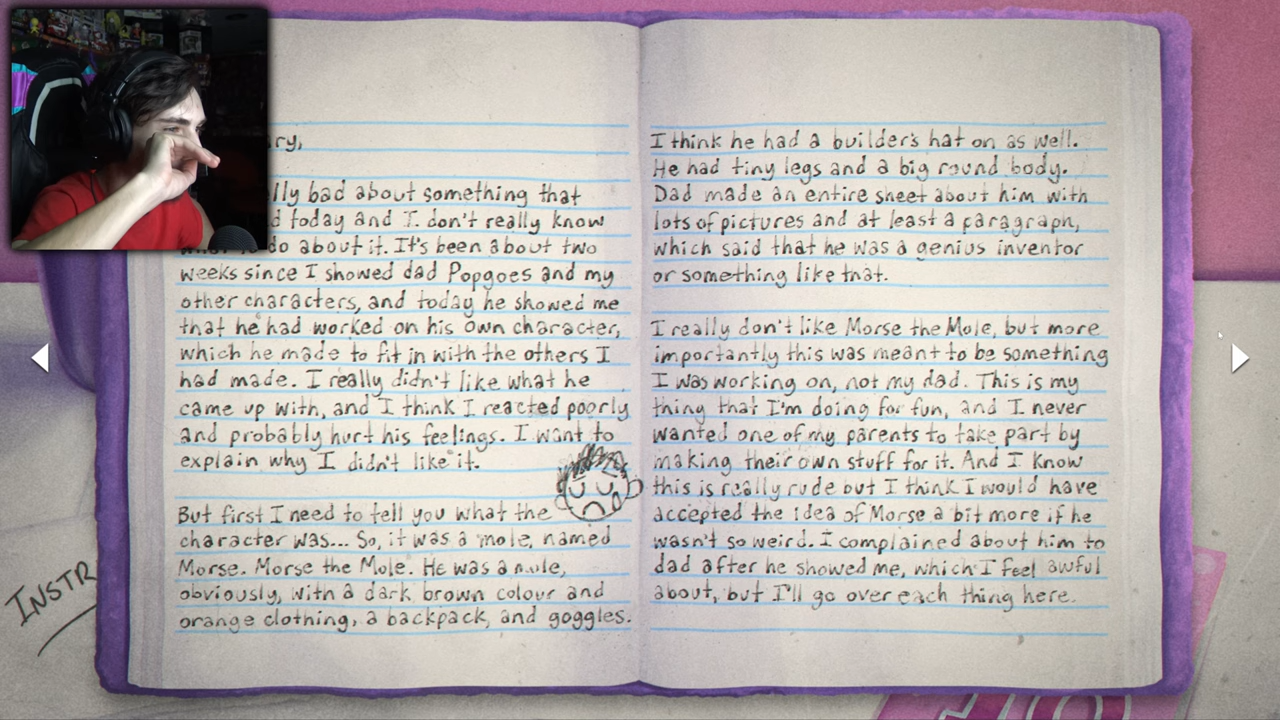 ry,
lly bad about something that
d today and I don't really know
do about it. It's been about two
weeks since I showed dad Popgoes and my
other characters, and today he showed me
that he had worked on his own character,
which he made to fit in with the others I
had made. I really didn't like what he
came up with, and I think I reacted poorly
and probably hurt his feelings. I want to
explain why I didn't like it.
But first I need to tell you what the
character was... So, it was a mole, named
Morse. Morse the Mole. He was a mole,
obviously, with a dark brown colour and
orange clothing, a backpack, and goggles.
I think he had a builder's hat on as well.
He had tiny legs and a big round body.
Dad made an entire sheet about him with
lots of pictures and at least a paragraph,
which said that he was a genius inventor
or something like that.
I really don't like Morse the Mole, but more
importantly this was meant to be something
I was working on, not my dad. This is my
thing that I'm doing for fun, and I never
wanted one of my parents to take part by
making their own stuff for it. And I know
this is really rude but I think I would have
accepted the idea of Morse a bit more if he
wasn't so weird. I complained about him to
dad after he showed me, which I feel awful
about, but I'll go over each thing here.
INSTR